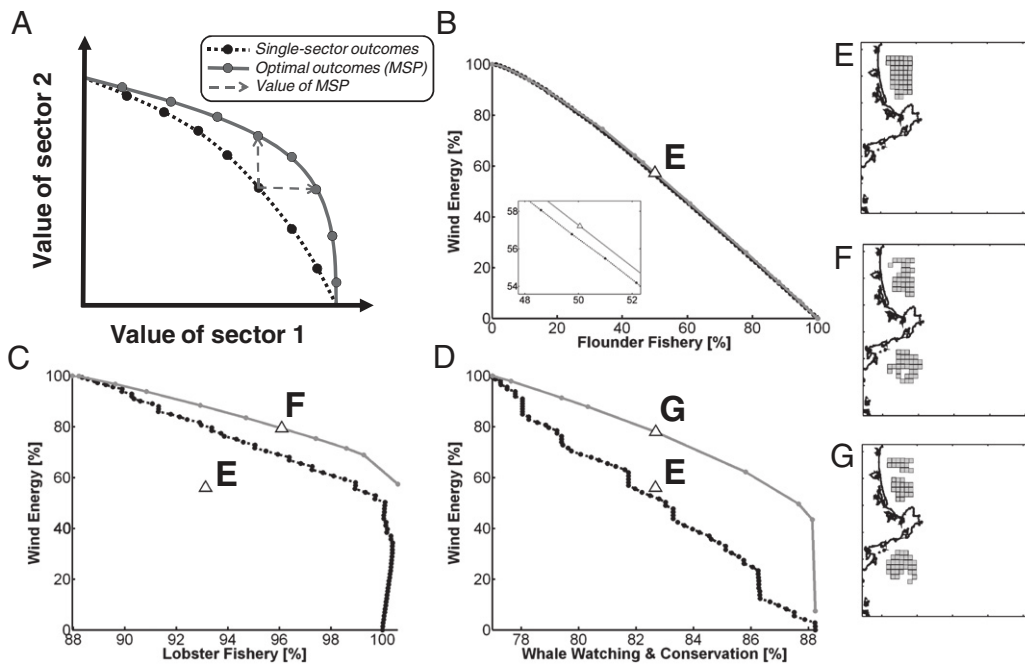 A
Single-sector outcomes
Optimal outcomes (MSP)
Value of MSP
Value of sector 2
Value of sector 1
B
Wind Energy [%]
100
80
60
40
20
0
E
58
56
54
48 50 52
0 20 40 60 80 100
Flounder Fishery [%]
C
Wind Energy [%]
100
80
60
40
20
0
F
E
88 90 92 94 96 98 100
Lobster Fishery [%]
D
Wind Energy [%]
100
80
60
40
20
0
G
E
78 80 82 84 86 88
Whale Watching & Conservation [%]
E
F
G